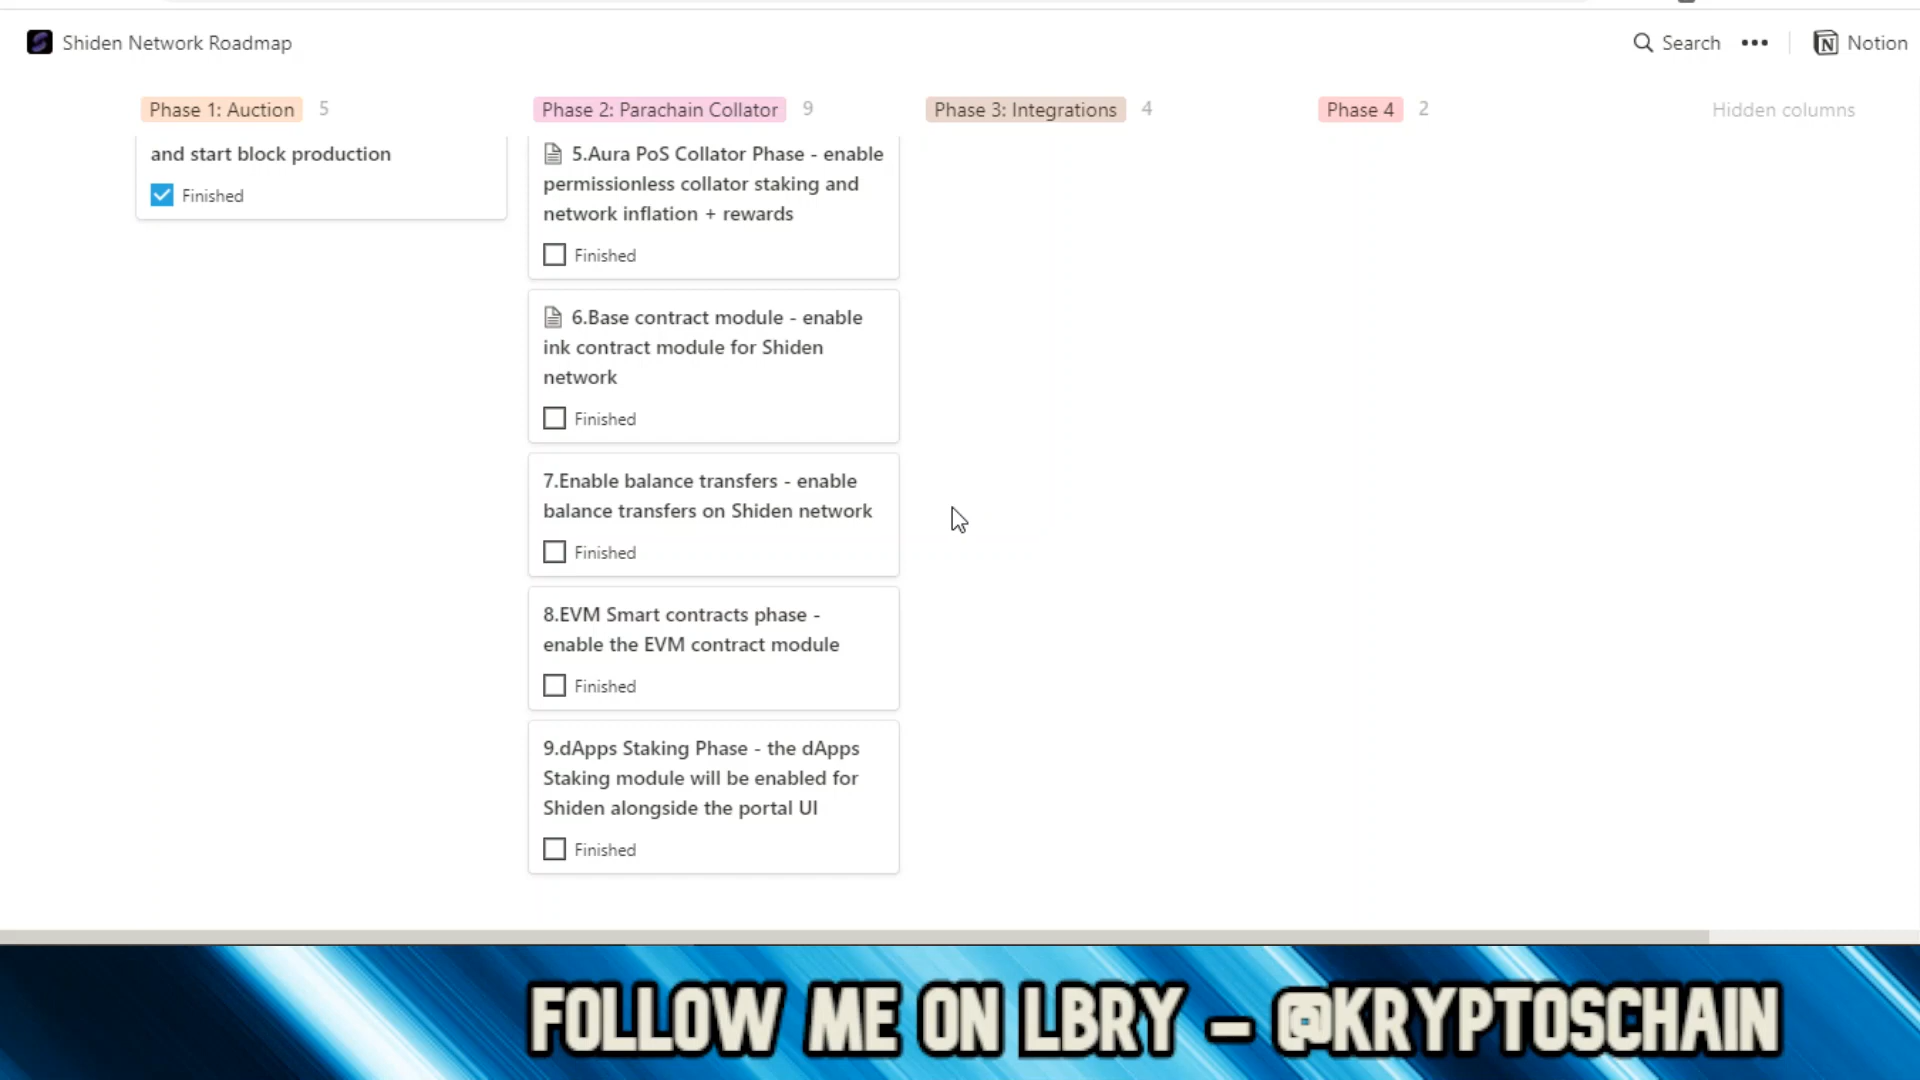 Shiden Network Roadmap
Search
Notion
Phase 1: Auction 5
Phase 2: Parachain Collator 9
Phase 3: Integrations 4
Phase 4 2
Hidden columns
and start block production
Finished
5.Aura PoS Collator Phase - enable
permissionless collator staking and
network inflation + rewards
Finished
6.Base contract module - enable
ink contract module for Shiden
network
Finished
7.Enable balance transfers - enable
balance transfers on Shiden network
Finished
8.EVM Smart contracts phase -
enable the EVM contract module
Finished
9.dApps Staking Phase - the dApps
Staking module will be enabled for
Shiden alongside the portal UI
Finished
FOLLOW ME ON LBRY – @KRYPTOSCHAIN